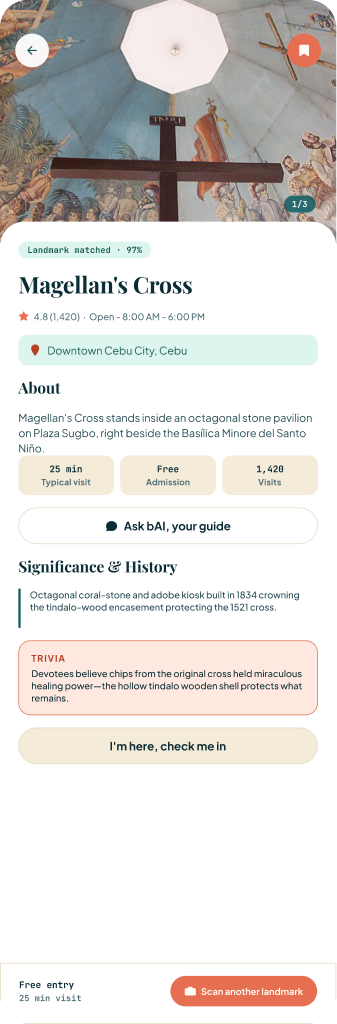 INRI
1/3
Landmark matched · 97%
Magellan's Cross
4.8 (1,420) · Open - 8:00 AM - 6:00 PM
Downtown Cebu City, Cebu
About
Magellan's Cross stands inside an octagonal stone pavilion
on Plaza Sugbo, right beside the Basílica Minore del Santo
Niño.
25 min
Typical visit
Free
Admission
1,420
Visits
Ask bAI, your guide
Significance & History
Octagonal coral-stone and adobe kiosk built in 1834 crowning
the tindalo-wood encasement protecting the 1521 cross.
TRIVIA
Devotees believe chips from the original cross held miraculous
healing power—the hollow tindalo wooden shell protects what
remains.
I'm here, check me in
Free entry
25 min visit
Scan another landmark